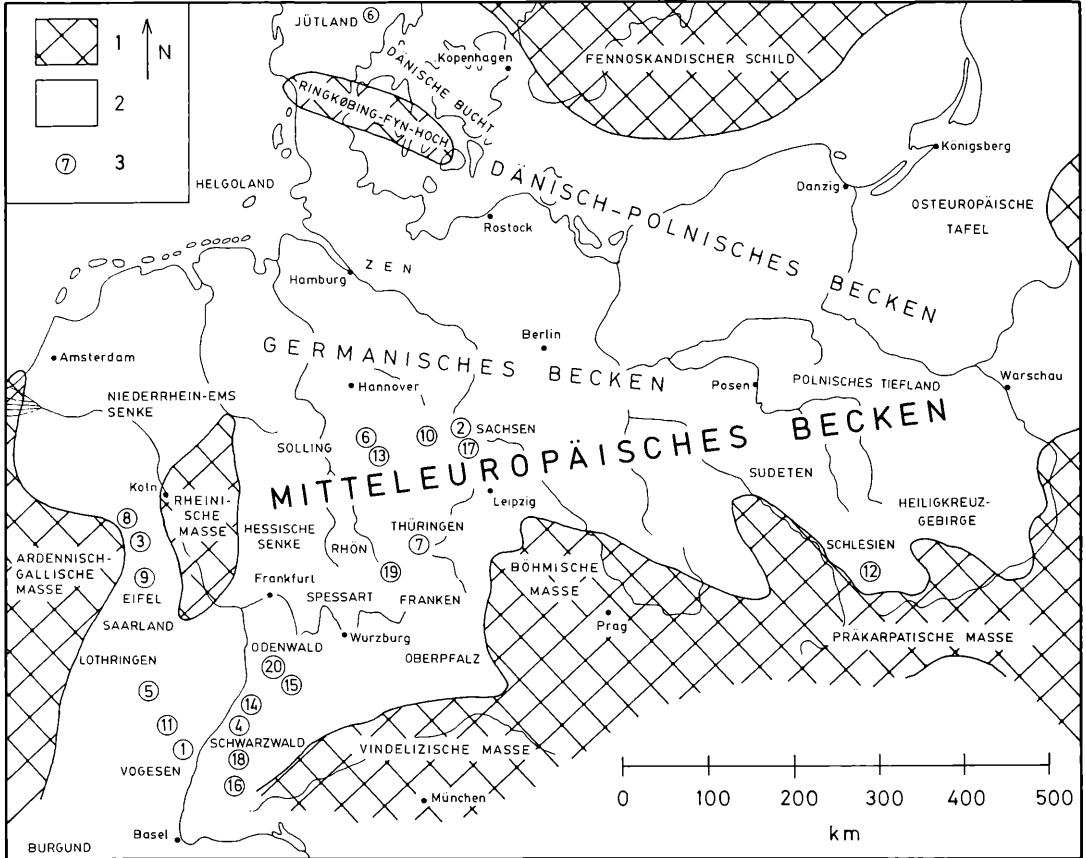 1
N
2
⑦ 3
JÜTLAND ⑥
Kopenhagen
DÄNISCHE BUCHT
FENNOSKANDISCHER SCHILD
RINGKØBING-FYN-HOCH
HELGOLAND
Königsberg
Danzig
OSTEUROPÄISCHE
TAFEL
DÄNISCH-POLNISCHES BECKEN
Rostock
ZEN
Hamburg
Berlin
GERMANISCHES BECKEN
Amsterdam
Hannover
Posen
POLNISCHES TIEFLAND
Warschau
NIEDERRHEIN-EMS
SENKE
SOLLING
⑥
⑬
⑩
② SACHSEN
⑰
MITTELEUROPÄISCHES BECKEN
SUDETEN
Leipzig
Koln
RHEINI-
SCHE
MASSE
HESSISCHE
SENKE
RHÖN
THÜRINGEN
⑦
HEILIGKREUZ-
GEBIRGE
⑧
③
ARDENNISCH-
GALLISCHE
MASSE
⑨
EIFEL
SAARLAND
Frankfurt
SPESSART
⑲
FRANKEN
BÖHMISCHE
MASSE
SCHLESIEN
⑫
Prag
PRÄKARPATISCHE MASSE
Wurzburg
ODENWALD
OBERPFALZ
LOTHRINGEN
⑳
⑮
⑤
⑭
⑪
④
①
SCHWARZWALD
⑱
VOGESEN
⑯
VINDELIZISCHE MASSE
München
Basel
BURGUND
0 100 200 300 400 500
km